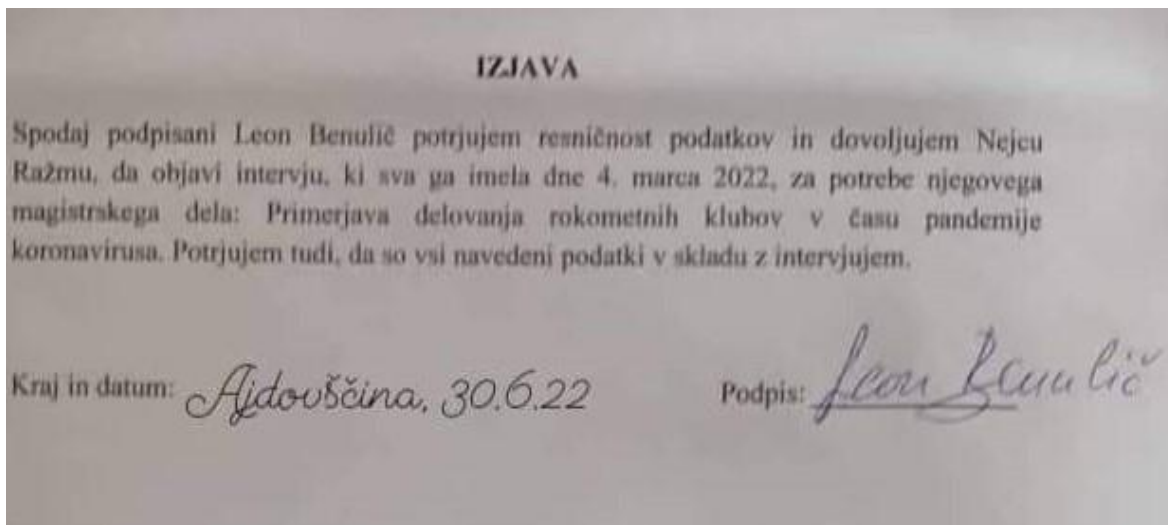 IZJAVA
Spodaj podpisani Leon Benulič potrjujem resničnost podatkov in dovoljujem Nejcu
Ražmu, da objavi intervju, ki sva ga imela dne 4. marca 2022, za potrebe njegovega
magistrskega dela: Primerjava delovanja rokometnih klubov v času pandemije
koronavirusa. Potrjujem tudi, da so vsi navedeni podatki v skladu z intervjujem.
Kraj in datum: Ajdovščina, 30.6.22 Podpis: Leon Benulič